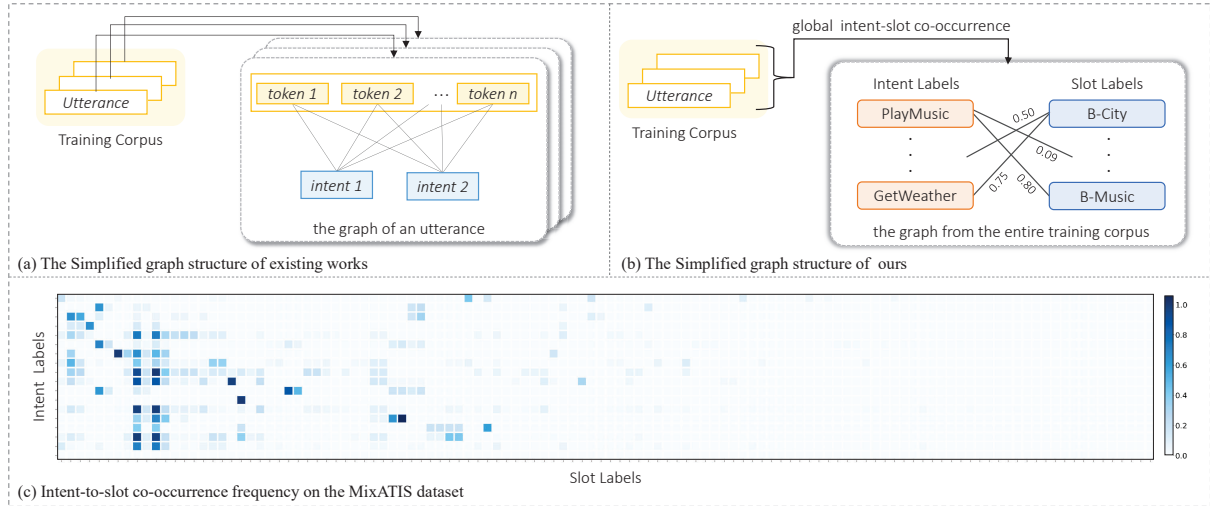 Utterance
Training Corpus
token 1
token 2
...
token n
intent 1
intent 2
the graph of an utterance
(a) The Simplified graph structure of existing works
global intent-slot co-occurrence
Utterance
Training Corpus
Intent Labels
Slot Labels
PlayMusic
B-City
0.50
0.09
0.75
0.80
GetWeather
B-Music
the graph from the entire training corpus
(b) The Simplified graph structure of ours
Intent Labels
1.0
0.8
0.6
0.4
0.2
0.0
Slot Labels
(c) Intent-to-slot co-occurrence frequency on the MixATIS dataset